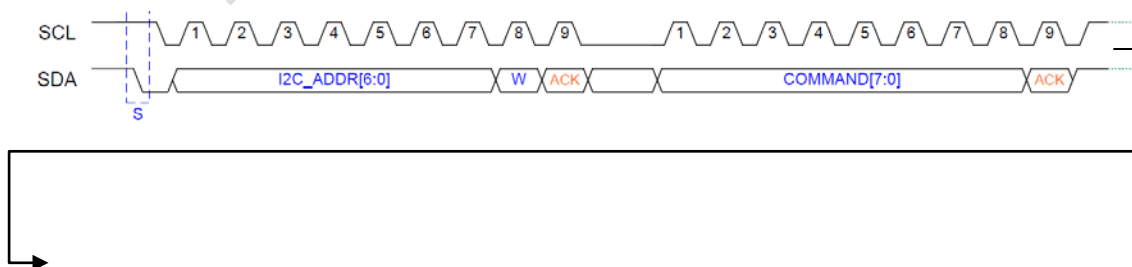 SCL 1 2 3 4 5 6 7 8 9 1 2 3 4 5 6 7 8 9
SDA I2C_ADDR[6:0] W ACK COMMAND[7:0] ACK
S